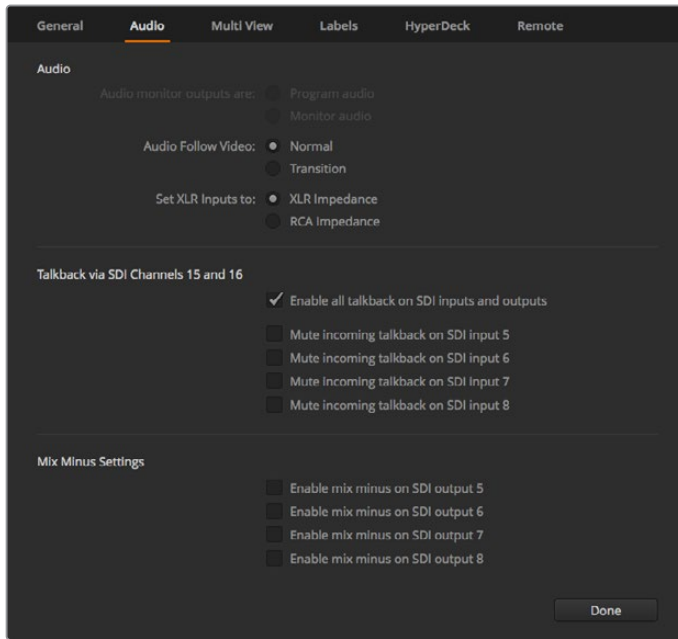 General Audio Multi View Labels HyperDeck Remote
Audio
Audio monitor outputs are: Program audio
Monitor audio
Audio Follow Video: Normal
Transition
Set XLR Inputs to: XLR Impedance
RCA Impedance
Talkback via SDI Channels 15 and 16
Enable all talkback on SDI inputs and outputs
Mute incoming talkback on SDI input 5
Mute incoming talkback on SDI input 6
Mute incoming talkback on SDI input 7
Mute incoming talkback on SDI input 8
Mix Minus Settings
Enable mix minus on SDI output 5
Enable mix minus on SDI output 6
Enable mix minus on SDI output 7
Enable mix minus on SDI output 8
Done